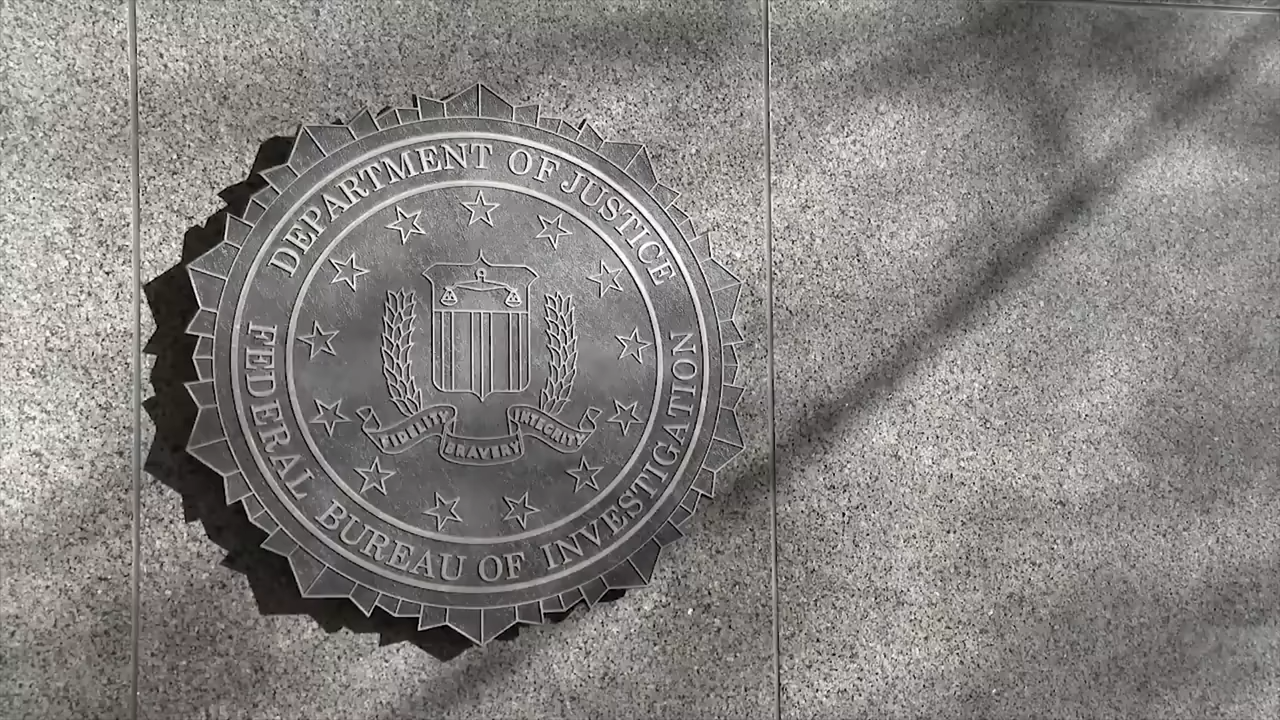 DEPARTMENT OF JUSTICE
FEDERAL BUREAU OF INVESTIGATION
FIDELITY
BRAVERY
INTEGRITY